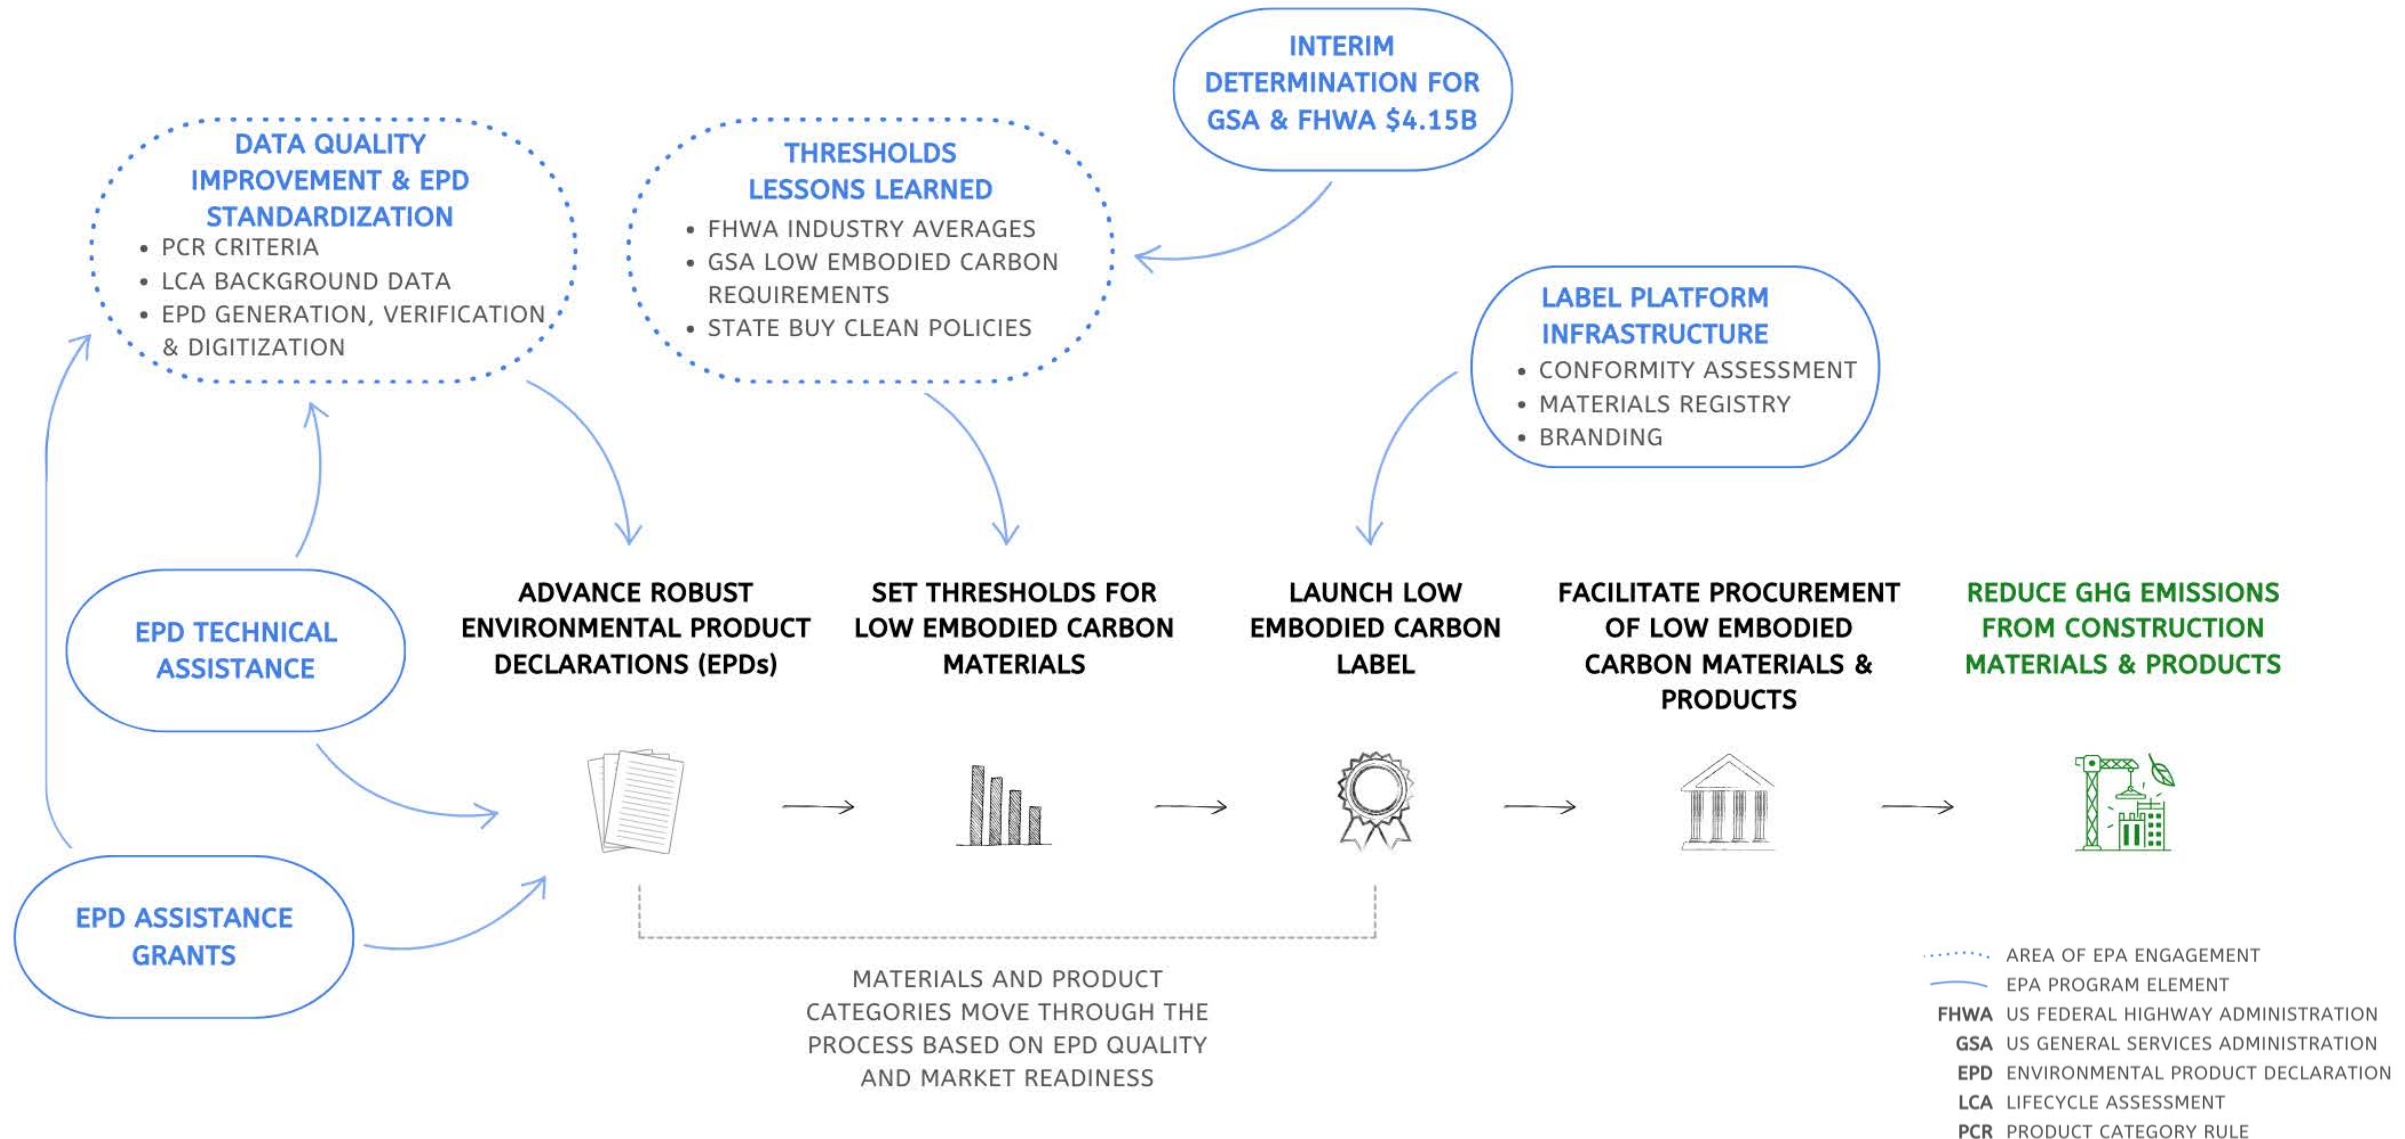 INTERIM
DETERMINATION FOR
GSA & FHWA $4.15B
DATA QUALITY
IMPROVEMENT & EPD
STANDARDIZATION
• PCR CRITERIA
• LCA BACKGROUND DATA
• EPD GENERATION, VERIFICATION
& DIGITIZATION
THRESHOLDS
LESSONS LEARNED
• FHWA INDUSTRY AVERAGES
• GSA LOW EMBODIED CARBON
REQUIREMENTS
• STATE BUY CLEAN POLICIES
LABEL PLATFORM
INFRASTRUCTURE
• CONFORMITY ASSESSMENT
• MATERIALS REGISTRY
• BRANDING
EPD TECHNICAL
ASSISTANCE
EPD ASSISTANCE
GRANTS
ADVANCE ROBUST
ENVIRONMENTAL PRODUCT
DECLARATIONS (EPDs)
SET THRESHOLDS FOR
LOW EMBODIED CARBON
MATERIALS
LAUNCH LOW
EMBODIED CARBON
LABEL
FACILITATE PROCUREMENT
OF LOW EMBODIED
CARBON MATERIALS &
PRODUCTS
REDUCE GHG EMISSIONS
FROM CONSTRUCTION
MATERIALS & PRODUCTS
MATERIALS AND PRODUCT
CATEGORIES MOVE THROUGH THE
PROCESS BASED ON EPD QUALITY
AND MARKET READINESS
AREA OF EPA ENGAGEMENT
EPA PROGRAM ELEMENT
FHWA US FEDERAL HIGHWAY ADMINISTRATION
GSA US GENERAL SERVICES ADMINISTRATION
EPD ENVIRONMENTAL PRODUCT DECLARATION
LCA LIFECYCLE ASSESSMENT
PCR PRODUCT CATEGORY RULE